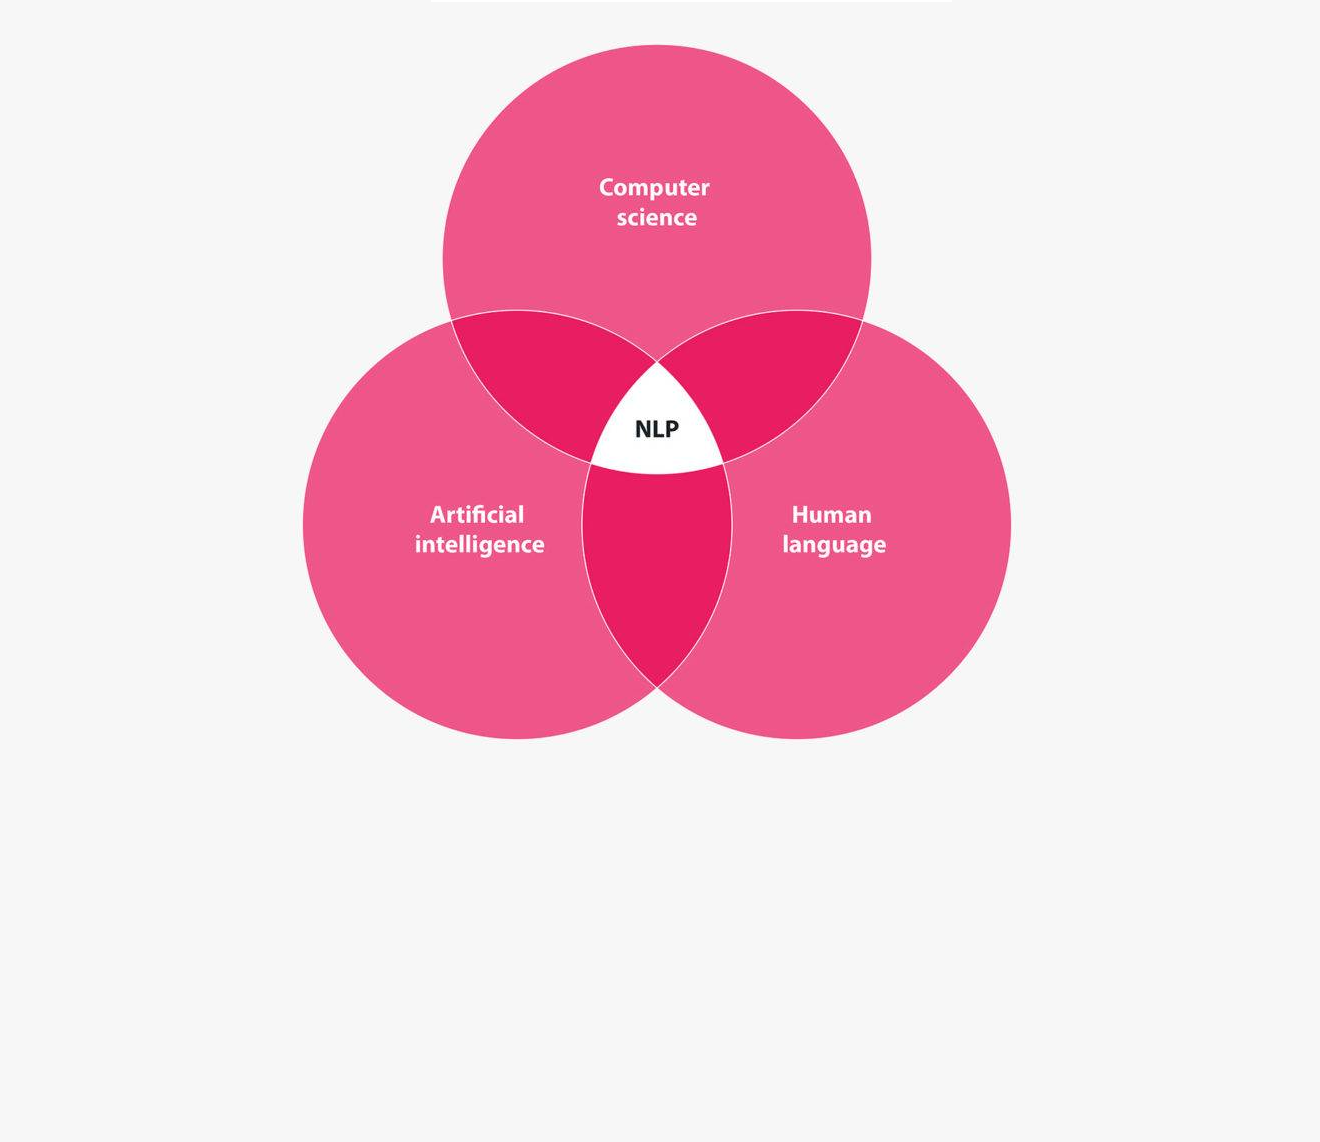 Computer
science
NLP
Artificial
intelligence
Human
language